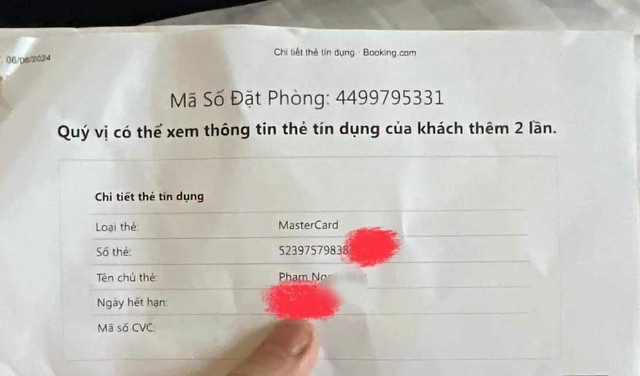 06/06/2024
Chi tiết thẻ tín dụng · Booking.com
Mã Số Đặt Phòng: 4499795331
Quý vị có thể xem thông tin thẻ tín dụng của khách thêm 2 lần.
Chi tiết thẻ tín dụng
Loại thẻ: MasterCard
Số thẻ: 52397579838
Tên chủ thẻ: Pham
Ngày hết hạn:
Mã số CVC: